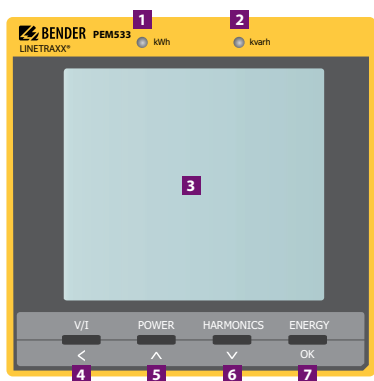 1 2
BENDER PEM533
LINETRAXX®
kWh kvarh
3
V/I POWER HARMONICS ENERGY
< ∧ ∨ OK
4 5 6 7